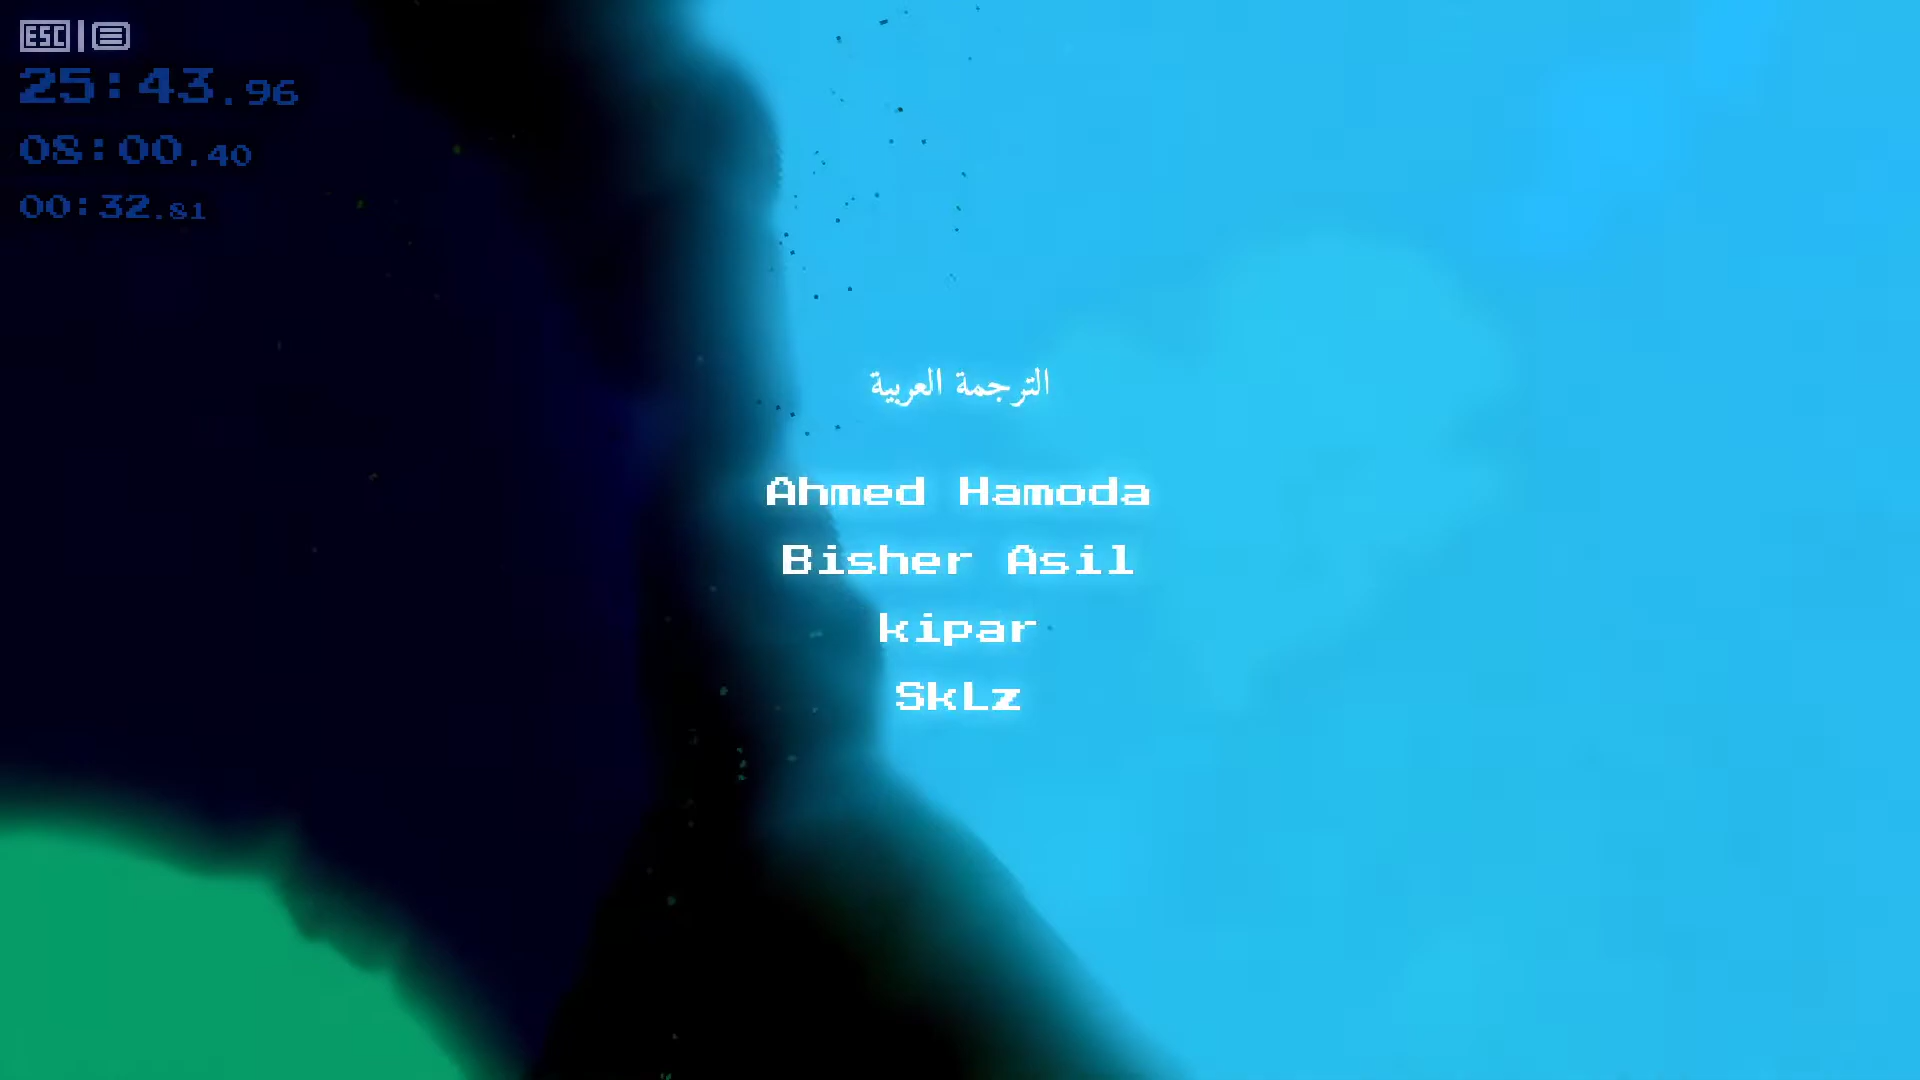 ESC
25:43.96
08:00.40
00:32.81
الترجمة العربية
Ahmed Hamoda
Bisher Asil
kipar
SkLz